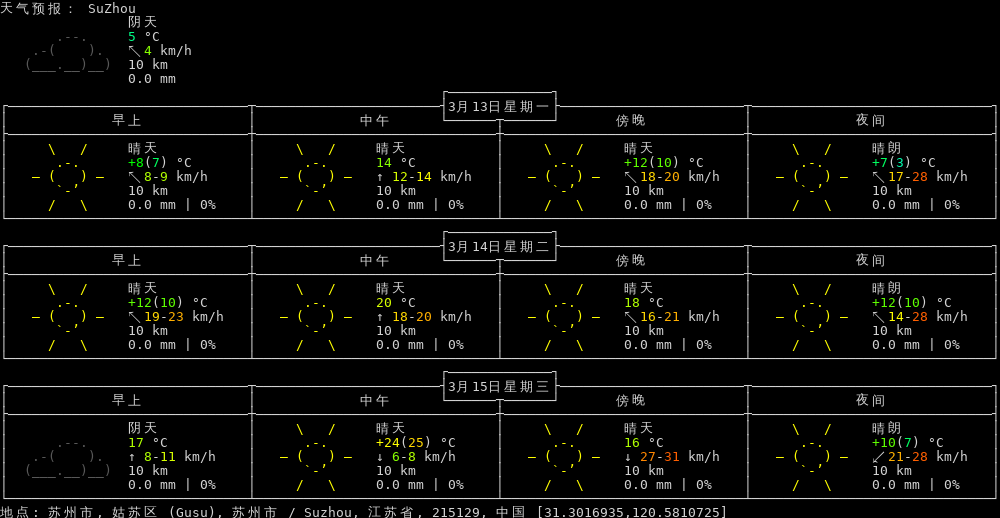 天气预报： SuZhou
阴天
5 °C
↖ 4 km/h
10 km
0.0 mm
3月13日星期一
早上 中午 傍晚 夜间
晴天 晴天 晴天 晴朗
+8(7) °C 14 °C +12(10) °C +7(3) °C
↖ 8-9 km/h ↑ 12-14 km/h ↖ 18-20 km/h ↖ 17-28 km/h
10 km 10 km 10 km 10 km
0.0 mm | 0% 0.0 mm | 0% 0.0 mm | 0% 0.0 mm | 0%
3月14日星期二
早上 中午 傍晚 夜间
晴天 晴天 晴天 晴朗
+12(10) °C 20 °C 18 °C +12(10) °C
↖ 19-23 km/h ↑ 18-20 km/h ↖ 16-21 km/h ↖ 14-28 km/h
10 km 10 km 10 km 10 km
0.0 mm | 0% 0.0 mm | 0% 0.0 mm | 0% 0.0 mm | 0%
3月15日星期三
早上 中午 傍晚 夜间
阴天 晴天 晴天 晴朗
17 °C +24(25) °C 16 °C +10(7) °C
↑ 8-11 km/h ↓ 6-8 km/h ↓ 27-31 km/h ↙ 21-28 km/h
10 km 10 km 10 km 10 km
0.0 mm | 0% 0.0 mm | 0% 0.0 mm | 0% 0.0 mm | 0%
地点: 苏州市, 姑苏区 (Gusu), 苏州市 / Suzhou, 江苏省, 215129, 中国 [31.3016935,120.5810725]